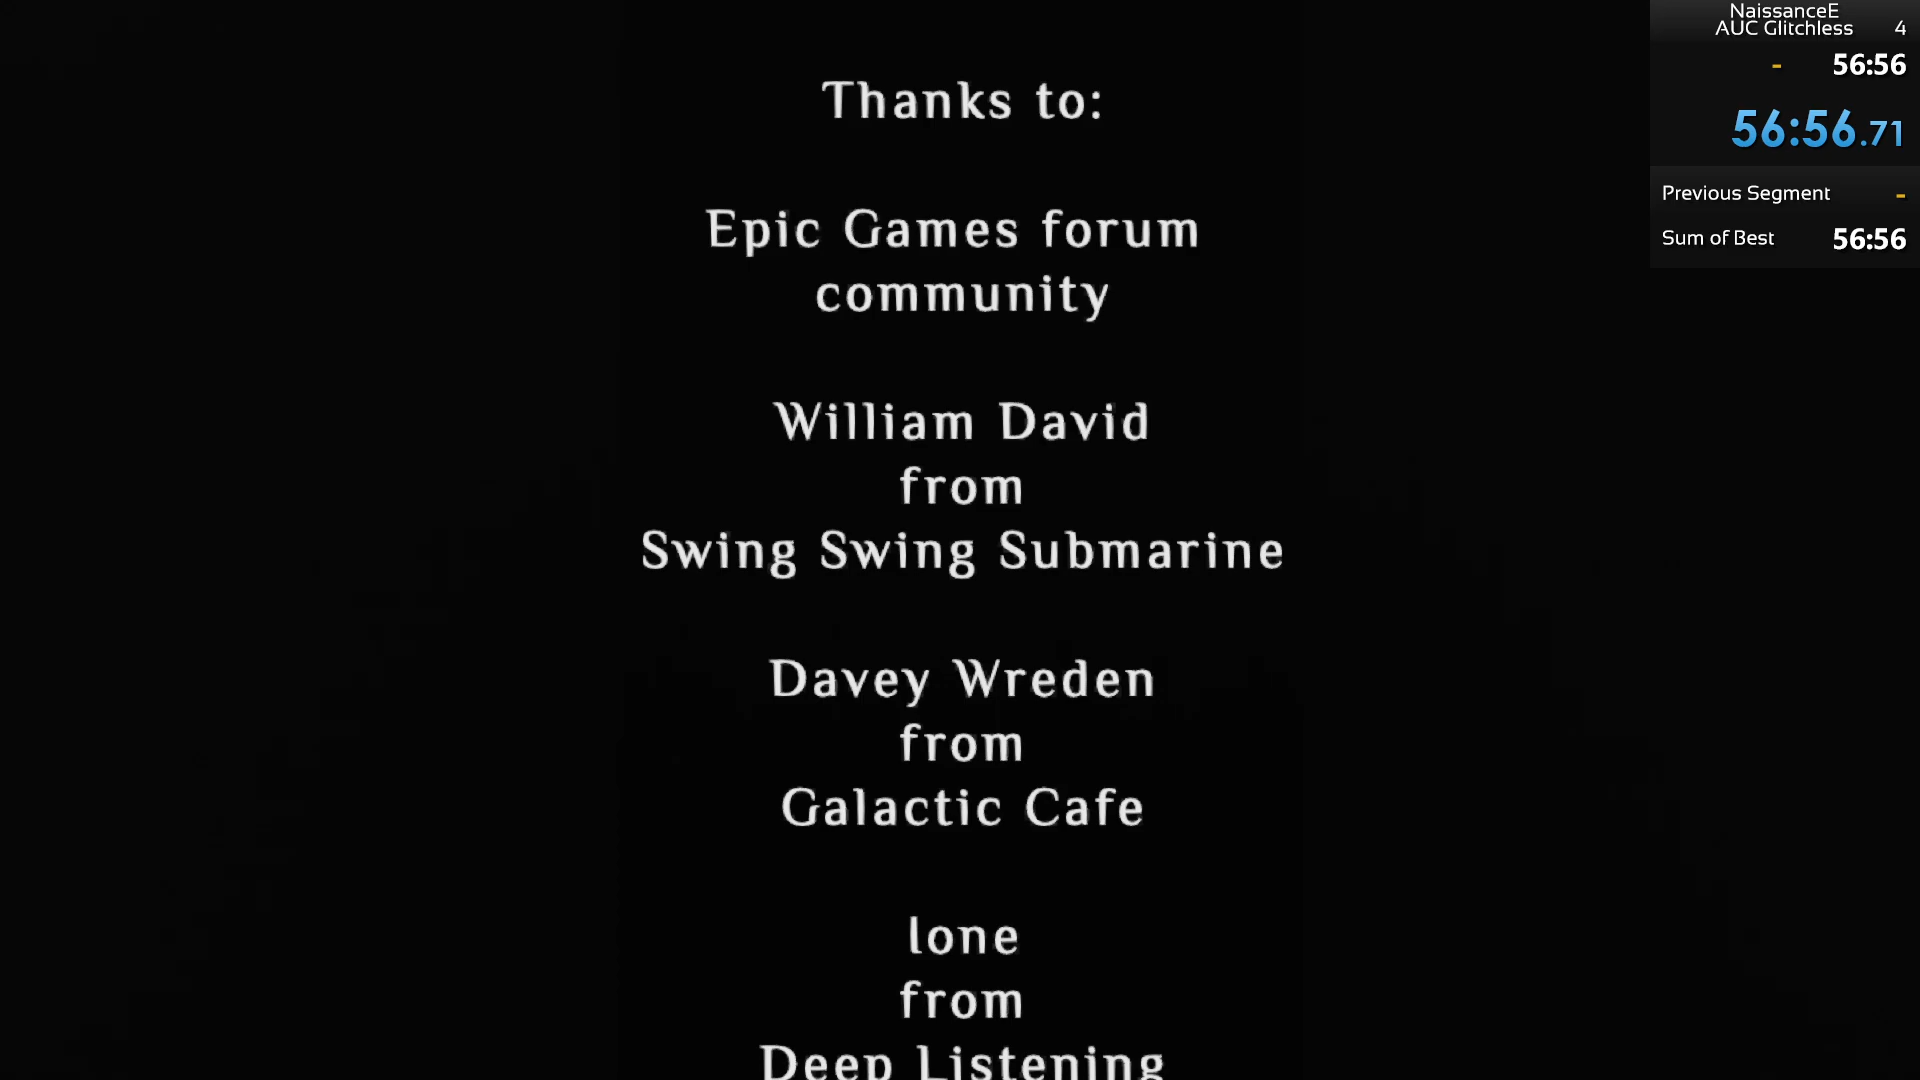 Thanks to:
Epic Games forum
community
William David
from
Swing Swing Submarine
Davey Wreden
from
Galactic Cafe
lone
from
Deep Listening
NaissanceE
AUC Glitchless 4
- 56:56
56:56.71
Previous Segment -
Sum of Best 56:56